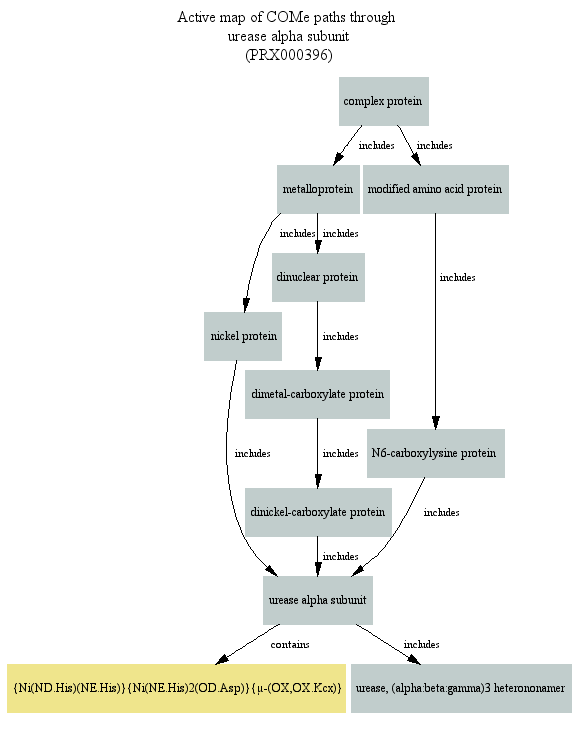 Active map of COMe paths through
urease alpha subunit
(PRX000396)
complex protein
includes
includes
metalloprotein
modified amino acid protein
includes
includes
dinuclear protein
includes
nickel protein
includes
dimetal-carboxylate protein
includes
includes
N6-carboxylysine protein
dinickel-carboxylate protein
includes
includes
urease alpha subunit
contains
includes
{Ni(ND.His)(NE.His)}{Ni(NE.His)2(OD.Asp)}{μ-(OX,OX.Kcx)}
urease, (alpha:beta:gamma)3 heterononamer